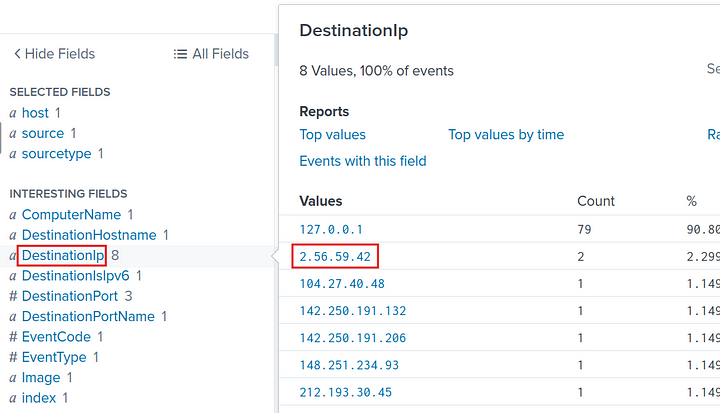 Hide Fields
All Fields
SELECTED FIELDS
a host 1
a source 1
a sourcetype 1
INTERESTING FIELDS
a ComputerName 1
a DestinationHostname 1
a DestinationIp 8
a DestinationIsIpv6 1
# DestinationPort 3
a DestinationPortName 1
# EventCode 1
# EventType 1
a Image 1
a index 1
DestinationIp
8 Values, 100% of events
Se
Reports
Top values
Top values by time
Ra
Events with this field
Values Count %
127.0.0.1 79 90.80
2.56.59.42 2 2.299
104.27.40.48 1 1.149
142.250.191.132 1 1.149
142.250.191.206 1 1.149
148.251.234.93 1 1.149
212.193.30.45 1 1.149